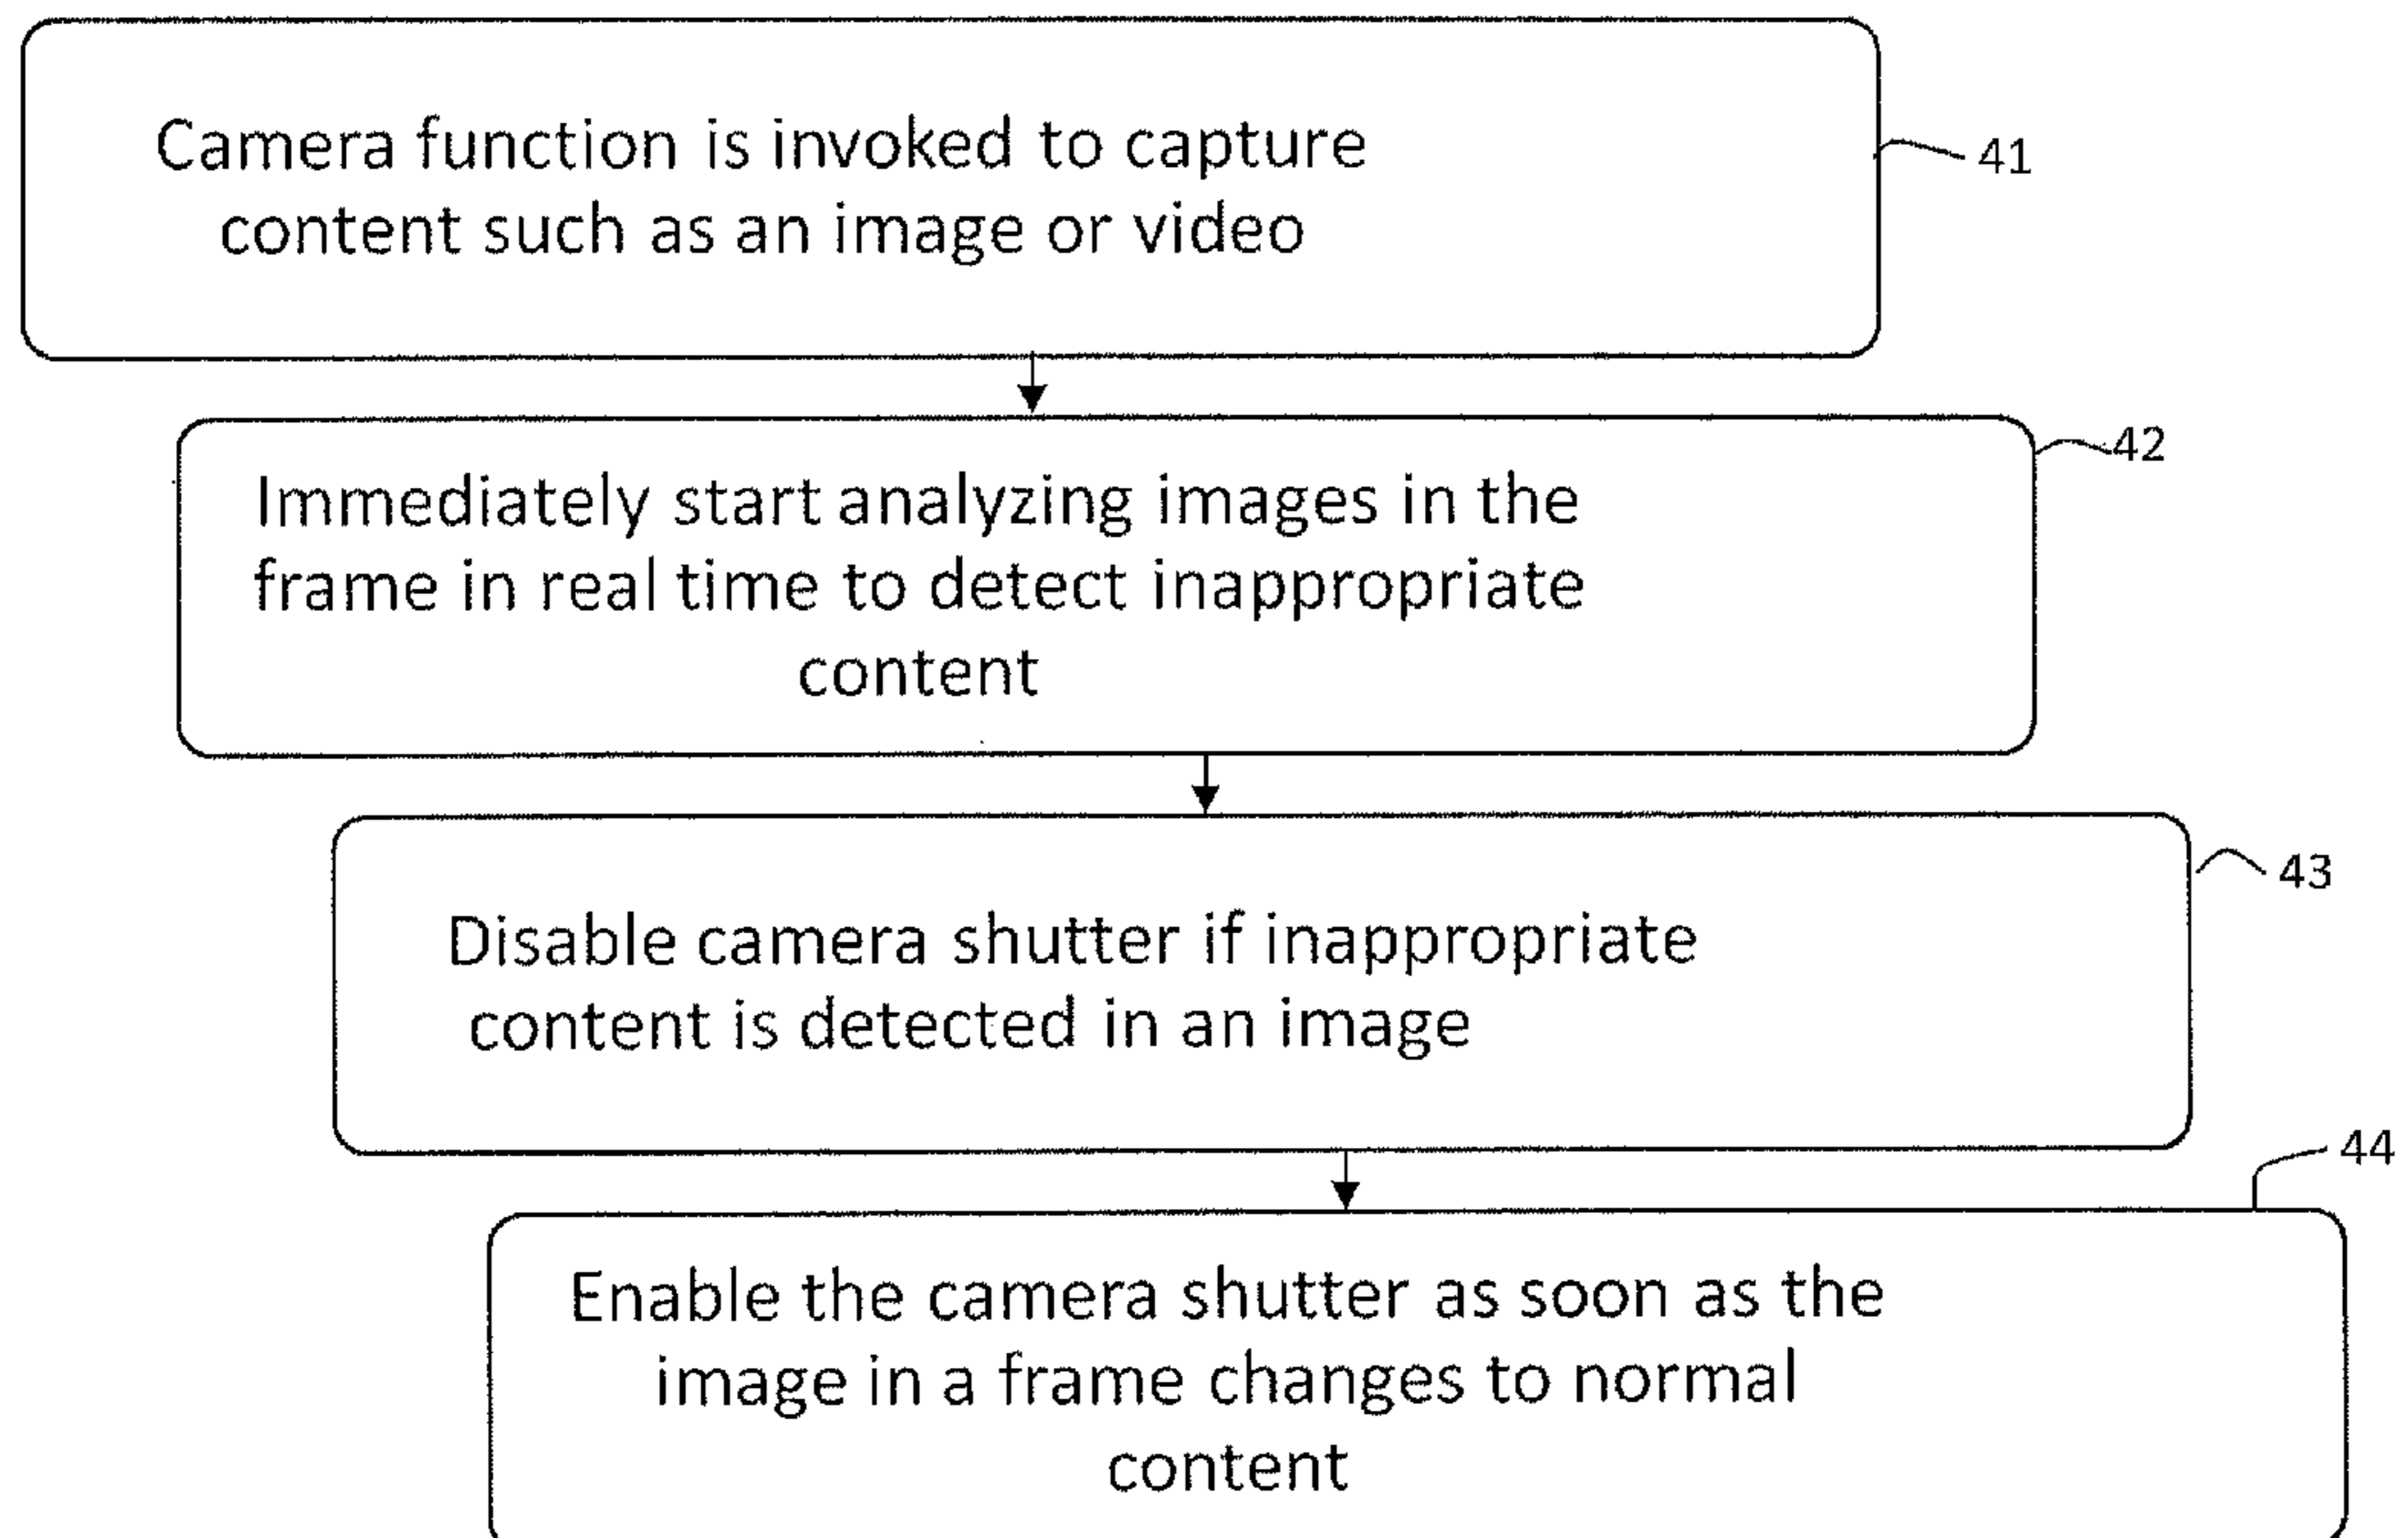 Camera function is invoked to capture
content such as an image or video
41
42
Immediately start analyzing images in the
frame in real time to detect inappropriate
content
43
Disable camera shutter if inappropriate
content is detected in an image
44
Enable the camera shutter as soon as the
image in a frame changes to normal
content